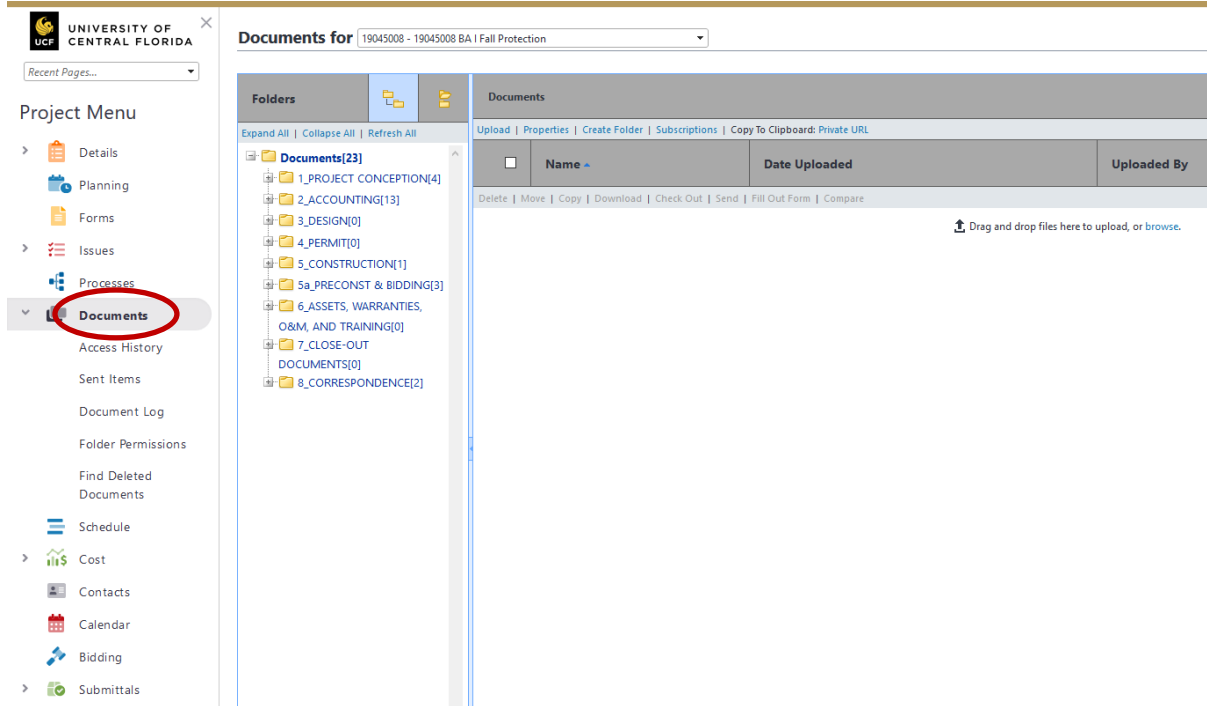 UNIVERSITY OF
CENTRAL FLORIDA
UCF
Recent Pages...
Project Menu
Details
Planning
Forms
Issues
Processes
Documents
Access History
Sent Items
Document Log
Folder Permissions
Find Deleted
Documents
Schedule
Cost
Contacts
Calendar
Bidding
Submittals
Documents for 19045008 - 19045008 BA I Fall Protection
Folders
Expand All | Collapse All | Refresh All
Documents[23]
1_PROJECT CONCEPTION[4]
2_ACCOUNTING[13]
3_DESIGN[0]
4_PERMIT[0]
5_CONSTRUCTION[1]
5a_PRECONST & BIDDING[3]
6_ASSETS, WARRANTIES,
O&M, AND TRAINING[0]
7_CLOSE-OUT
DOCUMENTS[0]
8_CORRESPONDENCE[2]
Documents
Upload | Properties | Create Folder | Subscriptions | Copy To Clipboard: Private URL
Name Date Uploaded Uploaded By
Delete | Move | Copy | Download | Check Out | Send | Fill Out Form | Compare
Drag and drop files here to upload, or browse.